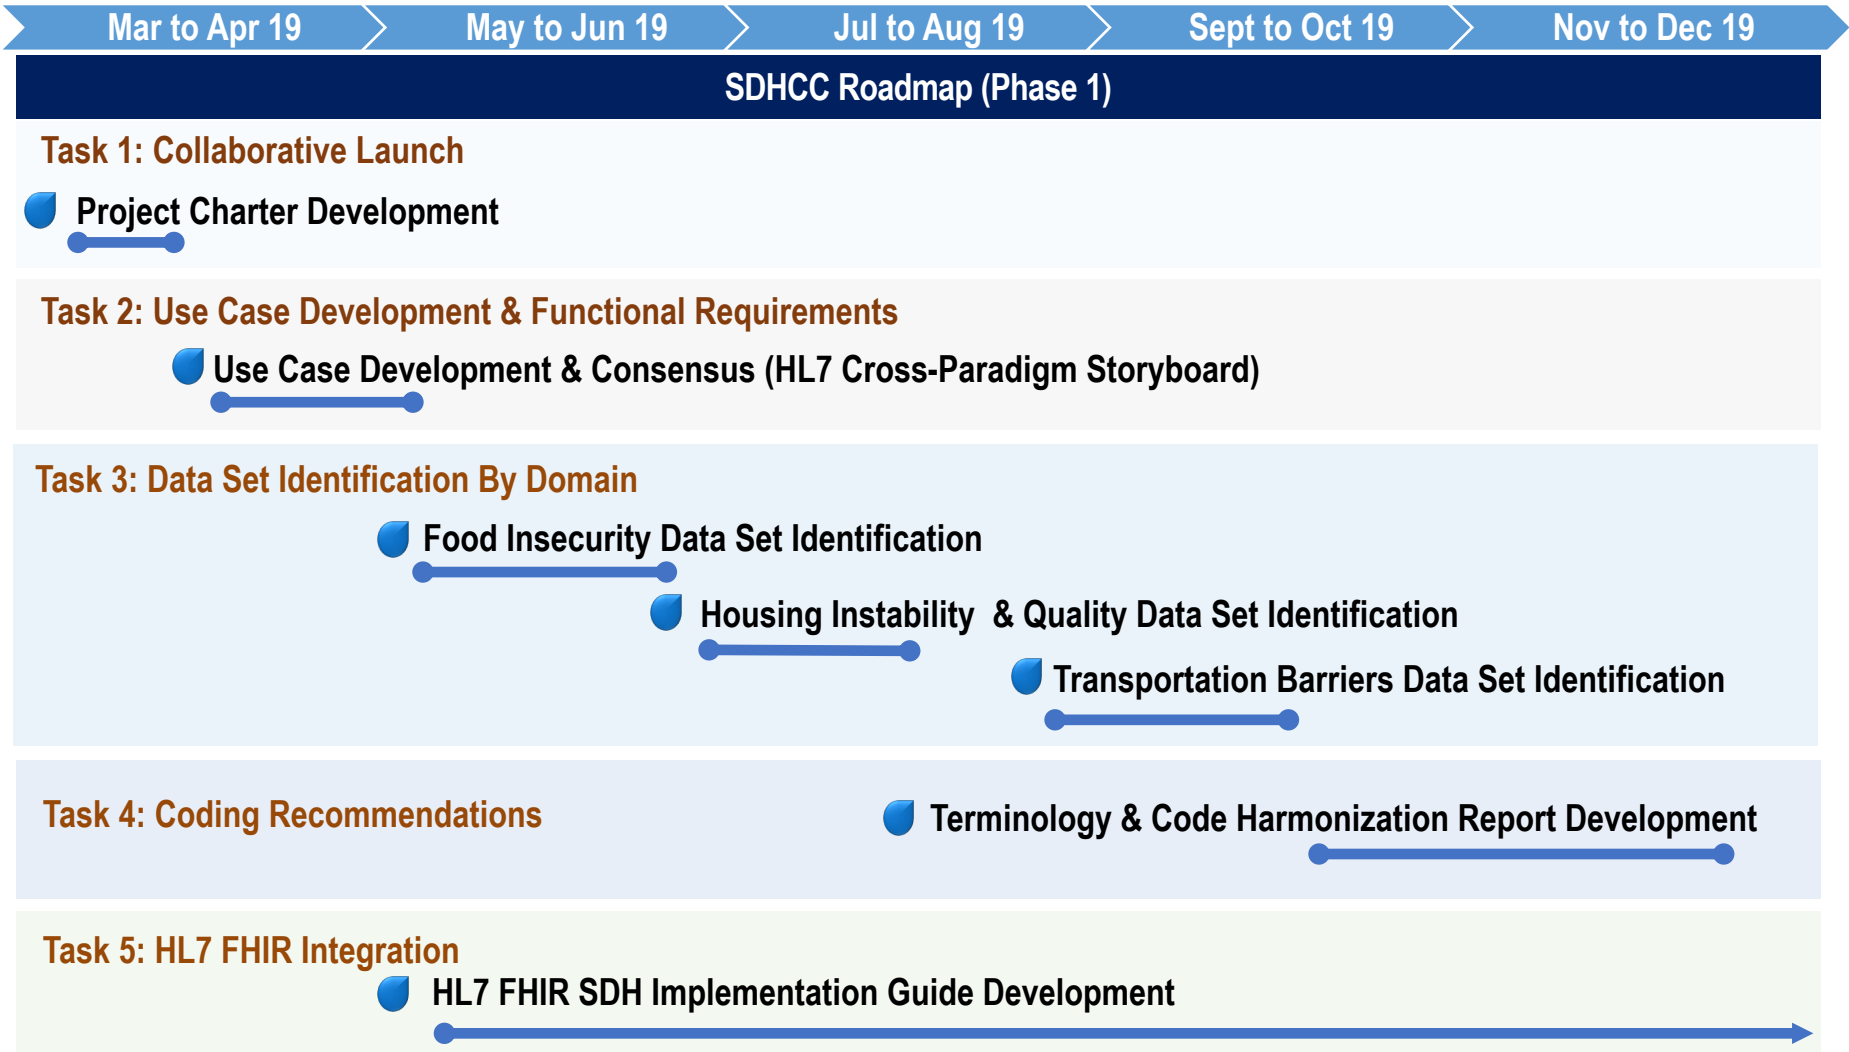 Mar to Apr 19
May to Jun 19
Jul to Aug 19
Sept to Oct 19
Nov to Dec 19
SDHCC Roadmap (Phase 1)
Task 1: Collaborative Launch
Project Charter Development
Task 2: Use Case Development & Functional Requirements
Use Case Development & Consensus (HL7 Cross-Paradigm Storyboard)
Task 3: Data Set Identification By Domain
Food Insecurity Data Set Identification
Housing Instability & Quality Data Set Identification
Transportation Barriers Data Set Identification
Task 4: Coding Recommendations
Terminology & Code Harmonization Report Development
Task 5: HL7 FHIR Integration
HL7 FHIR SDH Implementation Guide Development